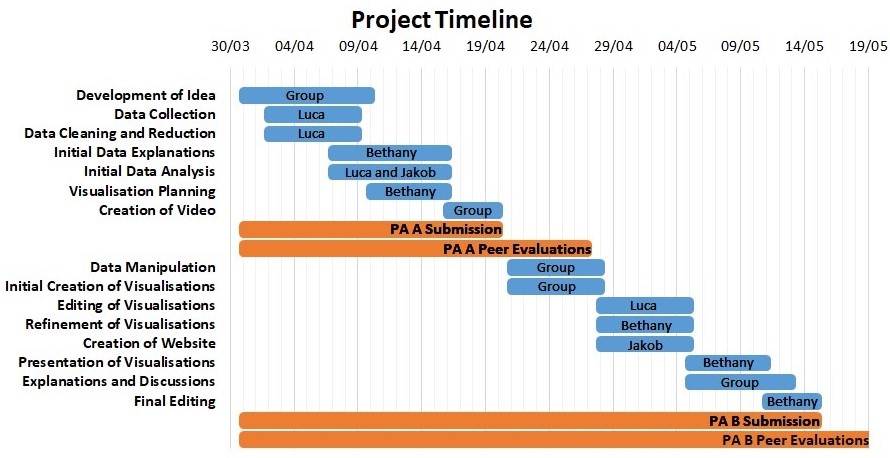 Project Timeline
30/03 04/04 09/04 14/04 19/04 24/04 29/04 04/05 09/05 14/05 19/05
Development of Idea Group
Data Collection Luca
Data Cleaning and Reduction Luca
Initial Data Explanations Bethany
Initial Data Analysis Luca and Jakob
Visualisation Planning Bethany
Creation of Video Group
PA A Submission
PA A Peer Evaluations
Data Manipulation Group
Initial Creation of Visualisations Group
Editing of Visualisations Luca
Refinement of Visualisations Bethany
Creation of Website Jakob
Presentation of Visualisations Bethany
Explanations and Discussions Group
Final Editing Bethany
PA B Submission
PA B Peer Evaluations